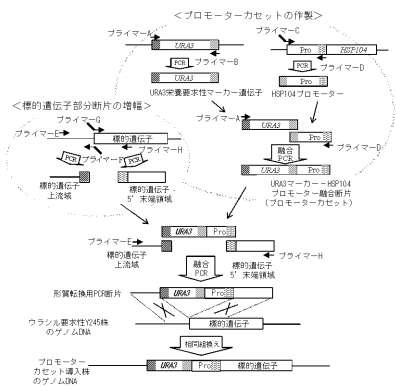 ＜プロモーターカセットの作製＞
プライマーA
URA3
プライマーB
PCR
URA3栄養要求性マーカー遺伝子
プライマーC
Pro
HSP104
プライマーD
PCR
Pro
HSP104プロモーター
＜標的遺伝子部分断片の増幅＞
プライマーG
プライマーE
標的遺伝子
プライマーH
プライマーF
PCR
PCR
標的遺伝子
上流域
標的遺伝子
5’末端領域
プライマーA
URA3
Pro
プライマーD
融合
PCR
URA3
Pro
URA3マーカー－HSP104
プロモーター融合断片
（プロモーターカセット）
URA3
Pro
プライマーE
標的遺伝子
上流域
融合
PCR
標的遺伝子
5’末端領域
プライマーH
形質転換用PCR断片
URA3
Pro
ウラシル要求性Y245株
のゲノムDNA
標的遺伝子
相同組換え
プロモーター
カセット導入株
のゲノムDNA
URA3
Pro
標的遺伝子